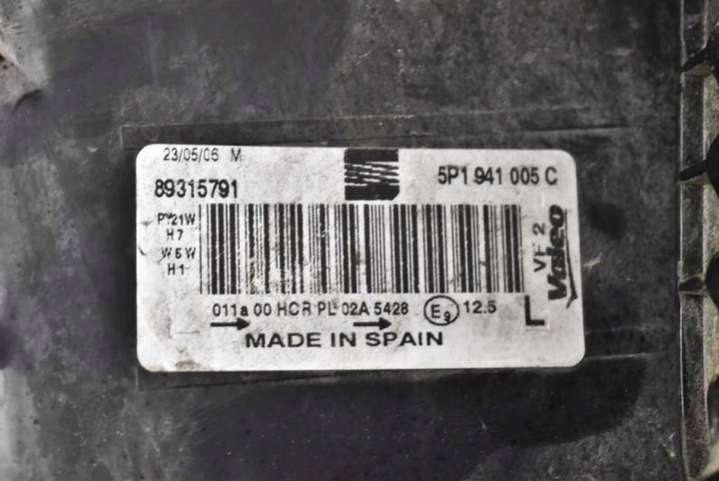 23/05/06 M
89315791
5P1 941 005 C
PY21W
H7
W5W
H1
VF 2
Valeo
011a 00 HCR PL 02A 5428 E9 12.5
L
MADE IN SPAIN